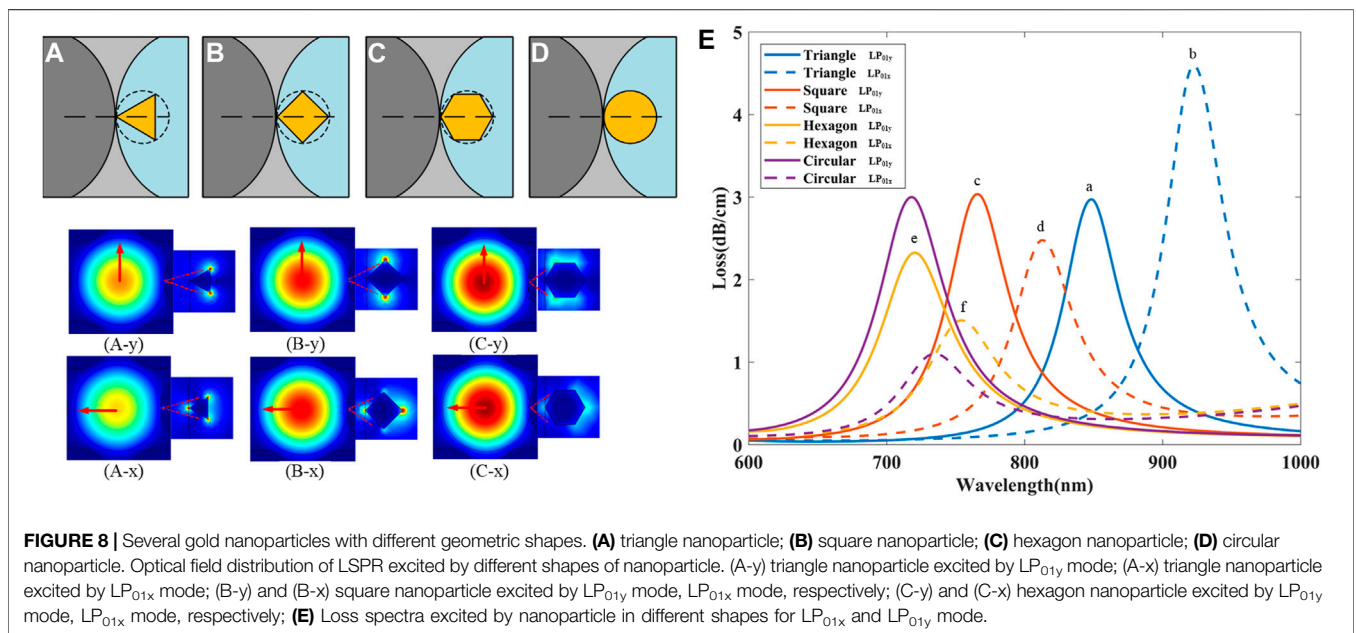 A
B
C
D
(A-y)
(B-y)
(C-y)
(A-x)
(B-x)
(C-x)
E
5
4
3
2
1
0
Loss(dB/cm)
Triangle LP01y
Triangle LP01x
Square LP01y
Square LP01x
Hexagon LP01y
Hexagon LP01x
Circular LP01y
Circular LP01x
b
c
a
d
e
f
600
700
800
900
1000
Wavelength(nm)
FIGURE 8 | Several gold nanoparticles with different geometric shapes. (A) triangle nanoparticle; (B) square nanoparticle; (C) hexagon nanoparticle; (D) circular
nanoparticle. Optical field distribution of LSPR excited by different shapes of nanoparticle. (A-y) triangle nanoparticle excited by LP01y mode; (A-x) triangle nanoparticle
excited by LP01x mode; (B-y) and (B-x) square nanoparticle excited by LP01y mode, LP01x mode, respectively; (C-y) and (C-x) hexagon nanoparticle excited by LP01y
mode, LP01x mode, respectively; (E) Loss spectra excited by nanoparticle in different shapes for LP01x and LP01y mode.